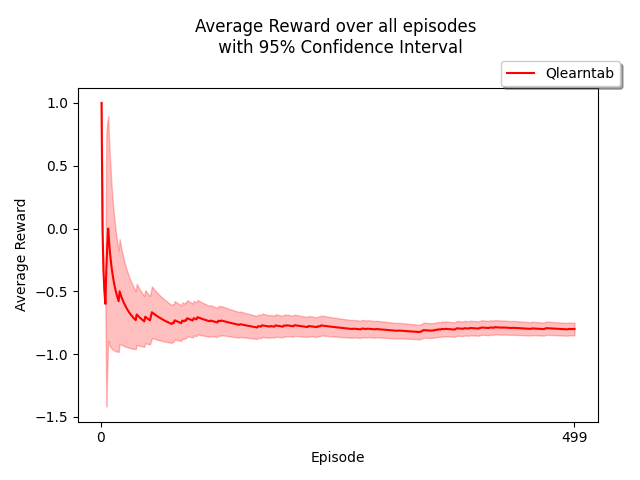 Average Reward over all episodes
with 95% Confidence Interval
Qlearntab
1.0
0.5
0.0
−0.5
−1.0
−1.5
Average Reward
0
499
Episode